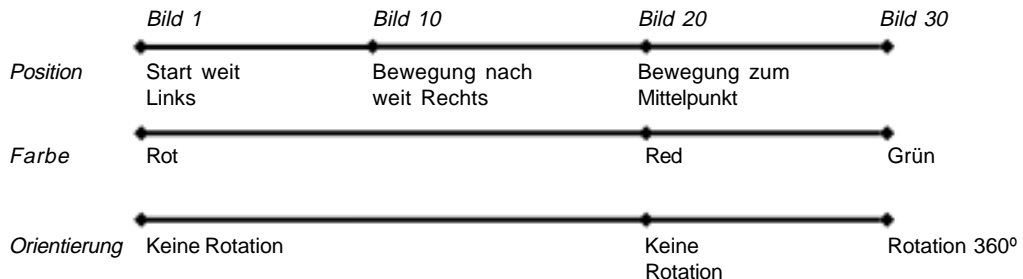 Bild 1 Bild 10 Bild 20 Bild 30
Position Start weit Bewegung nach Bewegung zum
Links weit Rechts Mittelpunkt
Farbe Rot Red Grün
Orientierung Keine Rotation Keine Rotation 360º
Rotation